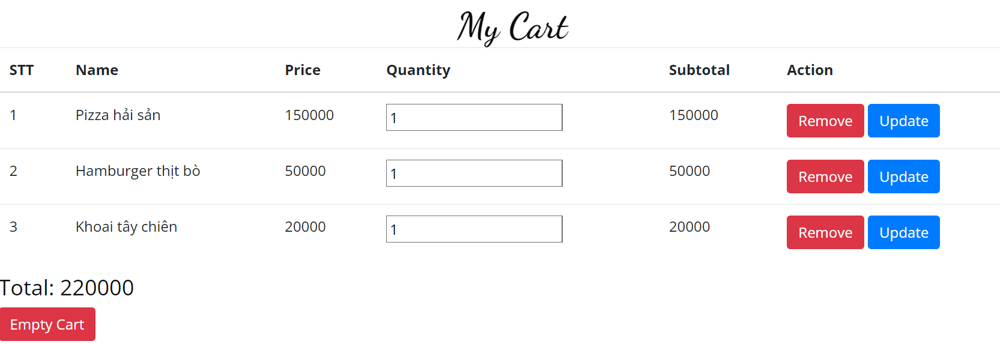 My Cart
STT Name Price Quantity Subtotal Action
1 Pizza hải sản 150000 1 150000 Remove Update
2 Hamburger thịt bò 50000 1 50000 Remove Update
3 Khoai tây chiên 20000 1 20000 Remove Update
Total: 220000
Empty Cart